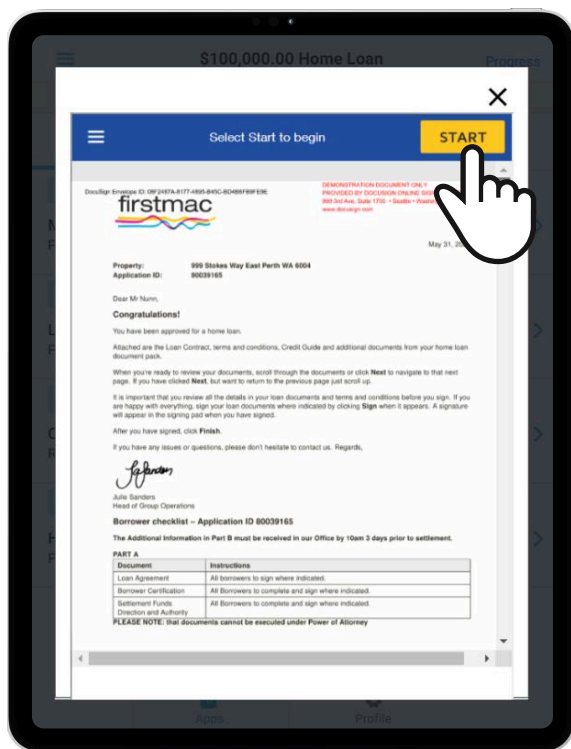 $100,000.00 Home Loan
Progress
Select Start to begin
START
DocuSign Envelope ID:
DEMONSTRATION DOCUMENT ONLY
PROVIDED BY DOCUSIGN ONLINE
999 3rd Ave, Suite 1700 • Seattle •
www.docusign.com
firstmac
May 31,
Property: 999 Stokes Way East Perth WA 6004
Application ID: 80039165
Dear Mr Nunn,
Congratulations!
You have been approved for a home loan.
Attached are the Loan Contract, terms and conditions, Credit Guide and additional documents from your home loan
document pack.
When you're ready to review your documents, scroll through the documents or click Next to navigate to that next
page. If you have clicked Next, but want to return to the previous page just scroll up.
It is important that you review all the details in your loan documents and terms and conditions before you sign. If you
are happy with everything, sign your loan documents where indicated by clicking Sign when it appears. A signature
will appear in the signing pad when you have signed.
After you have signed, click Finish.
If you have any issues or questions, please don't hesitate to contact us. Regards,
Julie Sanders
Head of Group Operations
Borrower checklist – Application ID 80039165
The Additional Information in Part B must be received in our Office by 10am 3 days prior to settlement.
PART A
Document Instructions
Loan Agreement All borrowers to sign where indicated.
Borrower Certification All Borrowers to complete and sign where indicated.
Settlement Funds All Borrowers to complete and sign where indicated.
Direction and Authority
PLEASE NOTE: that documents cannot be executed under Power of Attorney
Apps
Profile